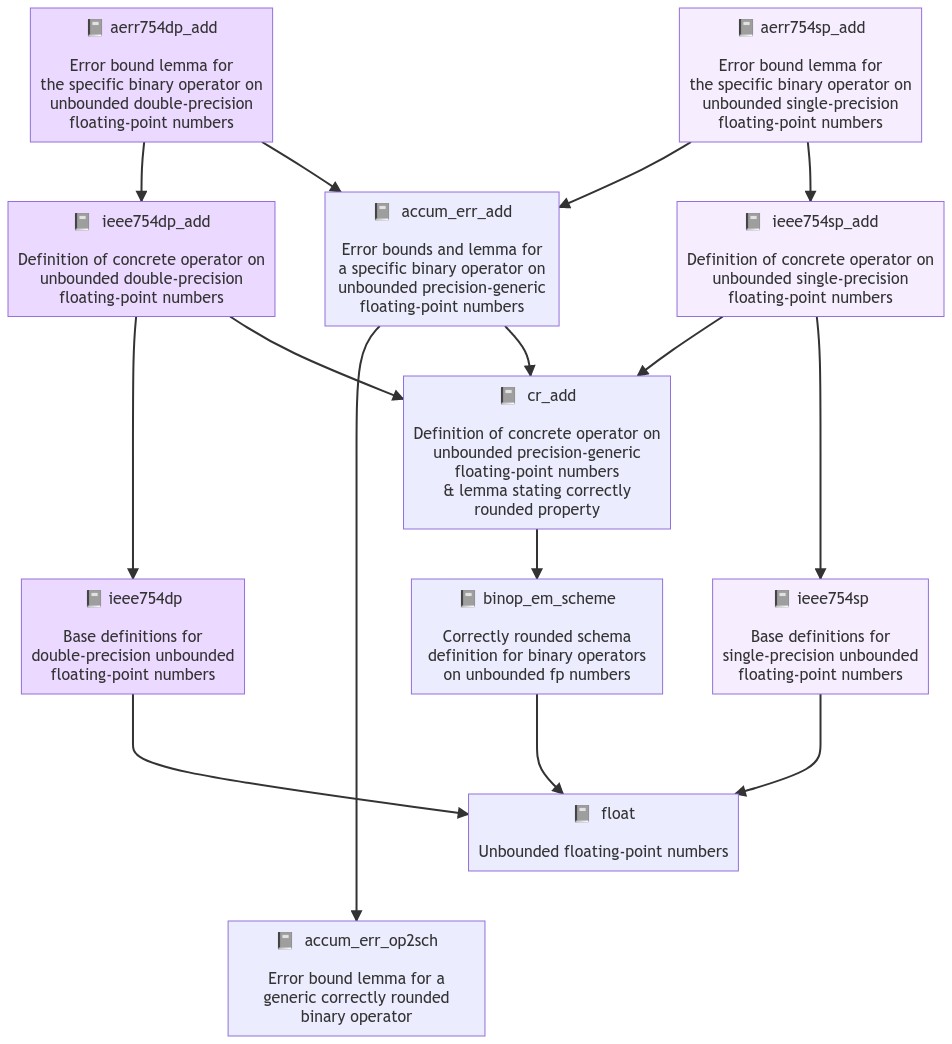 aerr754dp_add
Error bound lemma for
the specific binary operator on
unbounded double-precision
floating-point numbers
aerr754sp_add
Error bound lemma for
the specific binary operator on
unbounded single-precision
floating-point numbers
ieee754dp_add
Definition of concrete operator on
unbounded double-precision
floating-point numbers
accum_err_add
Error bounds and lemma for
a specific binary operator on
unbounded precision-generic
floating-point numbers
ieee754sp_add
Definition of concrete operator on
unbounded single-precision
floating-point numbers
cr_add
Definition of concrete operator on
unbounded precision-generic
floating-point numbers
& lemma stating correctly
rounded property
ieee754dp
Base definitions for
double-precision unbounded
floating-point numbers
binop_em_scheme
Correctly rounded schema
definition for binary operators
on unbounded fp numbers
ieee754sp
Base definitions for
single-precision unbounded
floating-point numbers
float
Unbounded floating-point numbers
accum_err_op2sch
Error bound lemma for a
generic correctly rounded
binary operator